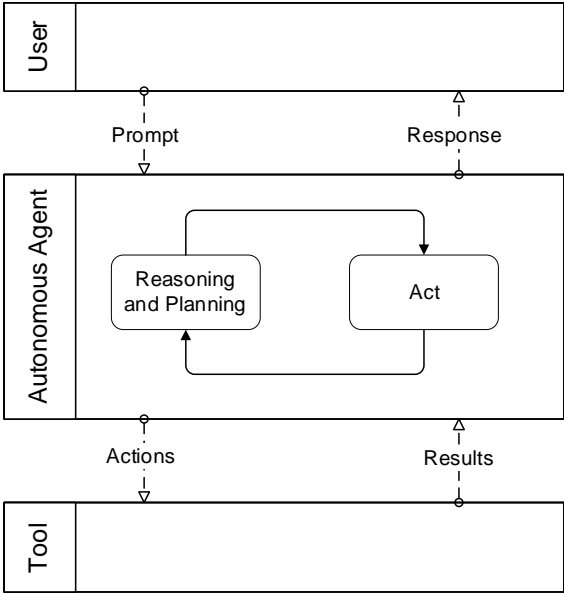 User
Prompt
Response
Autonomous Agent
Reasoning
and Planning
Act
Actions
Results
Tool